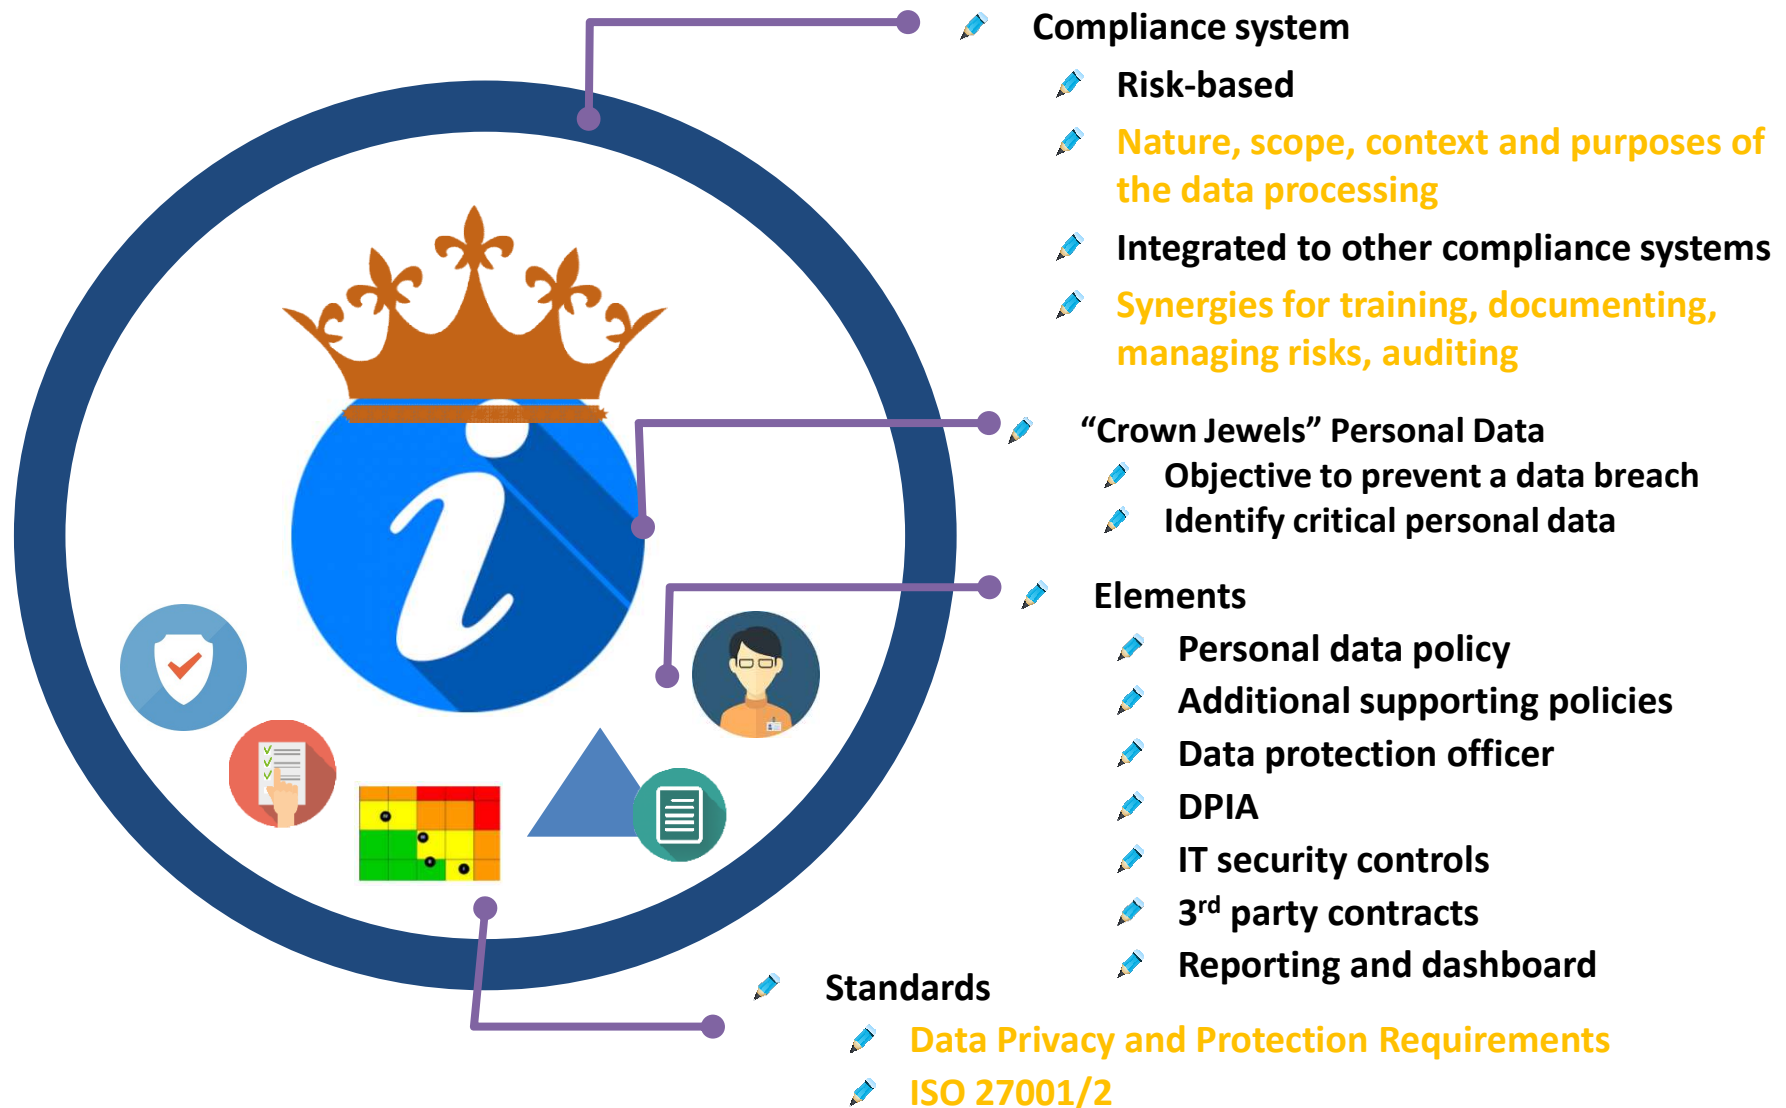 Compliance system
Risk-based
Nature, scope, context and purposes of
the data processing
Integrated to other compliance systems
Synergies for training, documenting,
managing risks, auditing
“Crown Jewels” Personal Data
Objective to prevent a data breach
Identify critical personal data
Elements
Personal data policy
Additional supporting policies
Data protection officer
DPIA
IT security controls
3rd party contracts
Reporting and dashboard
Standards
Data Privacy and Protection Requirements
ISO 27001/2